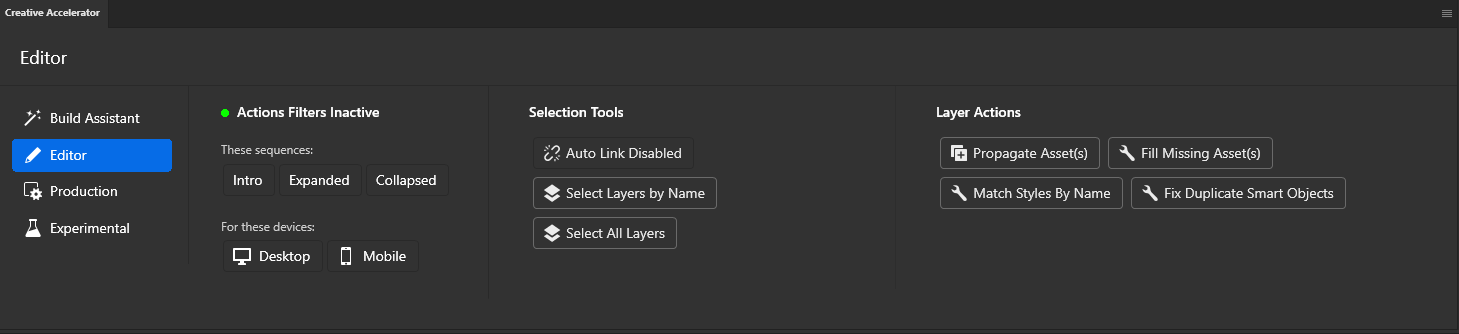 Creative Accelerator
Editor
Build Assistant
Editor
Production
Experimental
Actions Filters Inactive
These sequences:
Intro Expanded Collapsed
For these devices:
Desktop Mobile
Selection Tools
Auto Link Disabled
Select Layers by Name
Select All Layers
Layer Actions
Propagate Asset(s) Fill Missing Asset(s)
Match Styles By Name Fix Duplicate Smart Objects